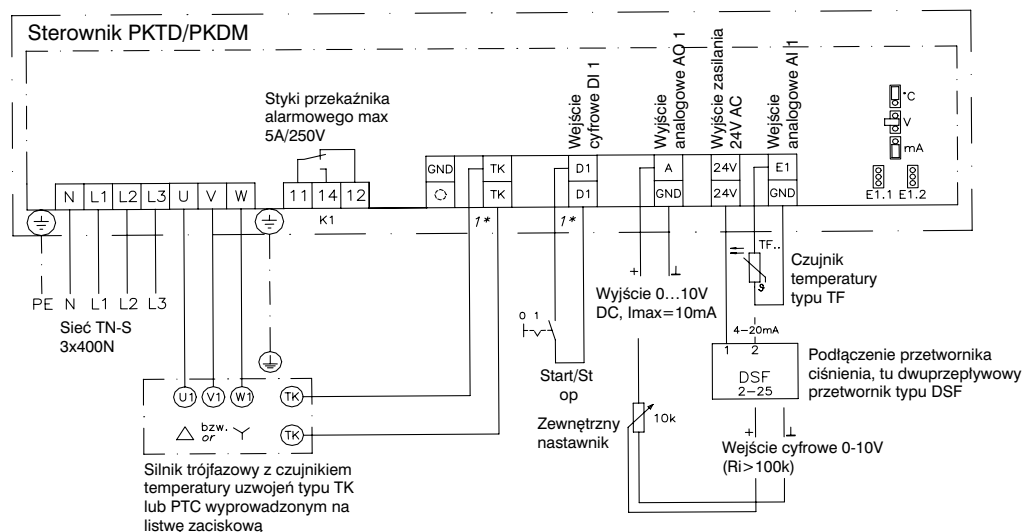 Sterownik PKTD/PKDM
Styki przekaźnika
alarmowego max
5A/250V
Wejście
cyfrowe DI 1
Wyjście
analogowe AO 1
Wyjście zasilania
24V AC
Wejście
analogowe AI 1
°C
V
mA
E1.1 E1.2
GND TK D1 A 24V E1
TK D1 GND 24V GND
N L1 L2 L3 U V W
11 14 12
K1
1* 1*
PE N L1 L2 L3
Sieć TN-S
3x400N
U1 V1 W1 TK
TK
bzw.
or
Silnik trójfazowy z czujnikiem
temperatury uzwojeń typu TK
lub PTC wyprowadzonym na
listwę zaciskową
0 1
Start/St
op
+ ⊥
Wyjście 0...10V
DC, Imax=10mA
Zewnętrzny
nastawnik
10k
TF..
ϑ
Czujnik
temperatury
typu TF
4-20mA
1 2
DSF
2-25
Podłączenie przetwornika
ciśnienia, tu dwuprzepływowy
przetwornik typu DSF
+ ⊥
Wejście cyfrowe 0-10V
(Ri>100k)